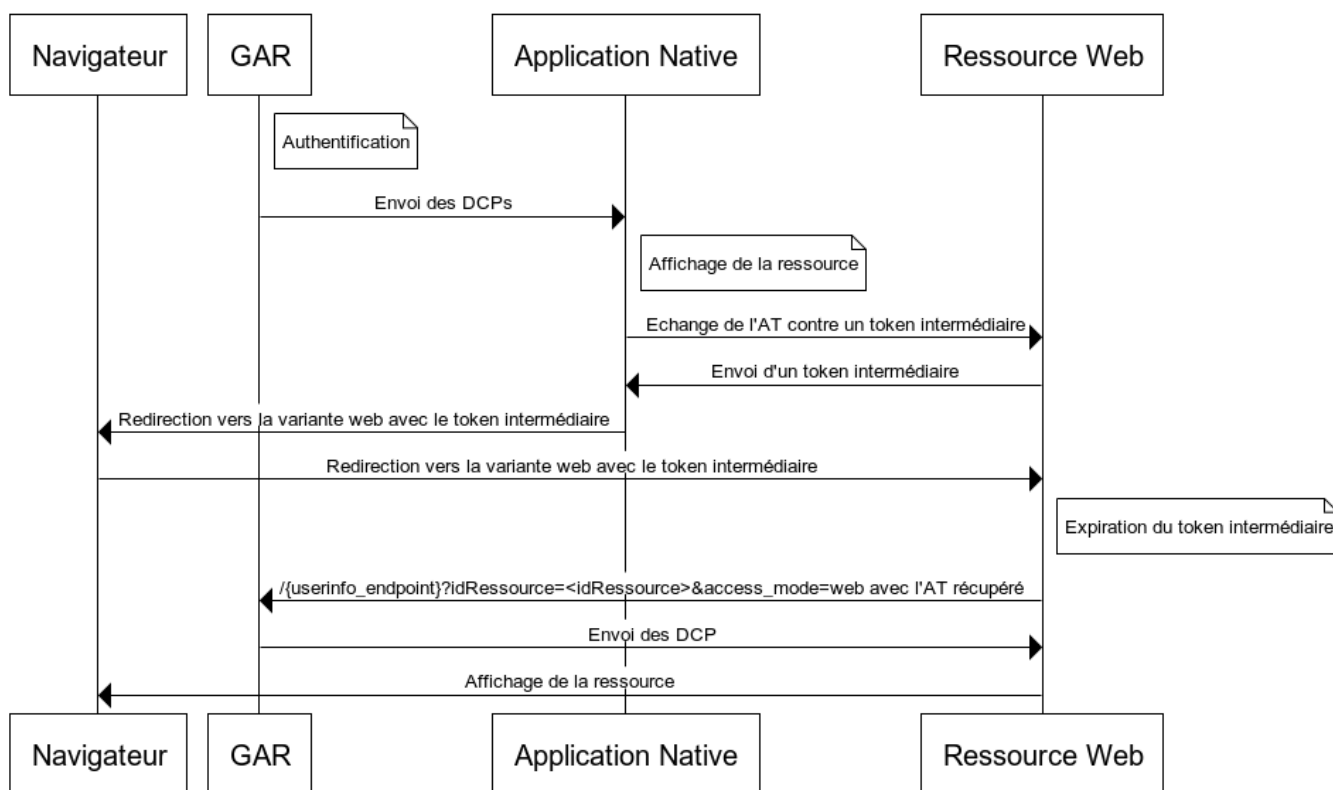 Navigateur
GAR
Application Native
Ressource Web
Authentification
Envoi des DCPs
Affichage de la ressource
Echange de l'AT contre un token intermédiaire
Envoi d'un token intermédiaire
Redirection vers la variante web avec le token intermédiaire
Redirection vers la variante web avec le token intermédiaire
Expiration du token intermédiaire
/{userinfo_endpoint}?idRessource=<idRessource>&access_mode=web avec l'AT récupéré
Envoi des DCP
Affichage de la ressource
Navigateur
GAR
Application Native
Ressource Web